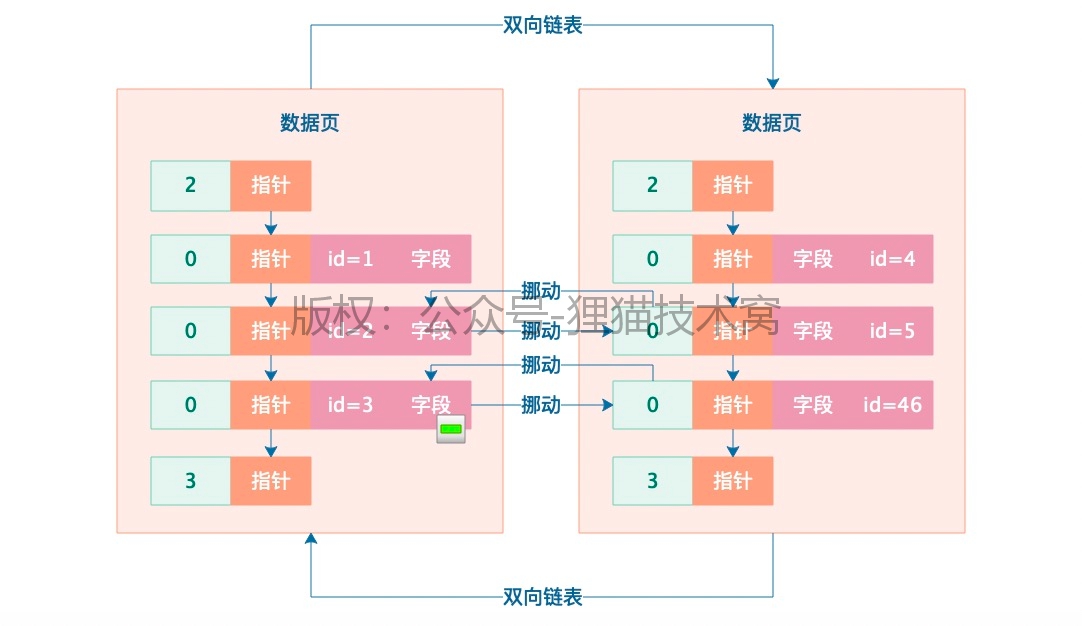 双向链表
数据页
2 指针
0 指针 id=1 字段
0 指针 id=2 字段
0 指针 id=3 字段
3 指针
挪动
挪动
挪动
挪动
数据页
2 指针
0 指针 字段 id=4
0 指针 字段 id=5
0 指针 字段 id=46
3 指针
双向链表
版权：公众号-狸猫技术窝